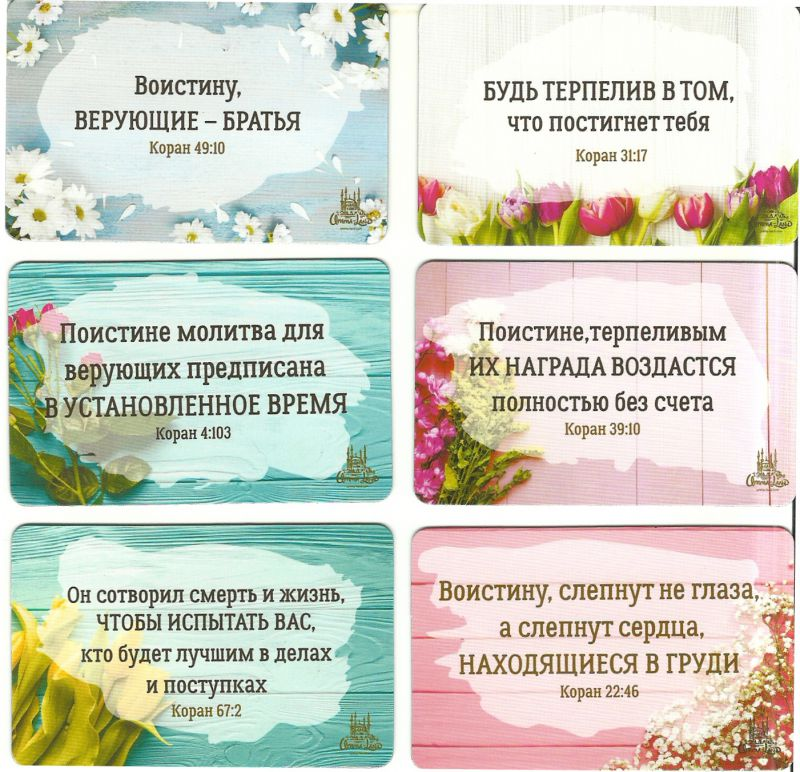 Воистину,
ВЕРУЮЩИЕ – БРАТЬЯ
Коран 49:10
БУДЬ ТЕРПЕЛИВ В ТОМ,
что постигнет тебя
Коран 31:17
Поистине молитва для
верующих предписана
В УСТАНОВЛЕННОЕ ВРЕМЯ
Коран 4:103
Поистине,терпеливым
ИХ НАГРАДА ВОЗДАСТСЯ
полностью без счета
Коран 39:10
Он сотворил смерть и жизнь,
ЧТОБЫ ИСПЫТАТЬ ВАС,
кто будет лучшим в делах
и поступках
Коран 67:2
Воистину, слепнут не глаза,
а слепнут сердца,
НАХОДЯЩИЕСЯ В ГРУДИ
Коран 22:46